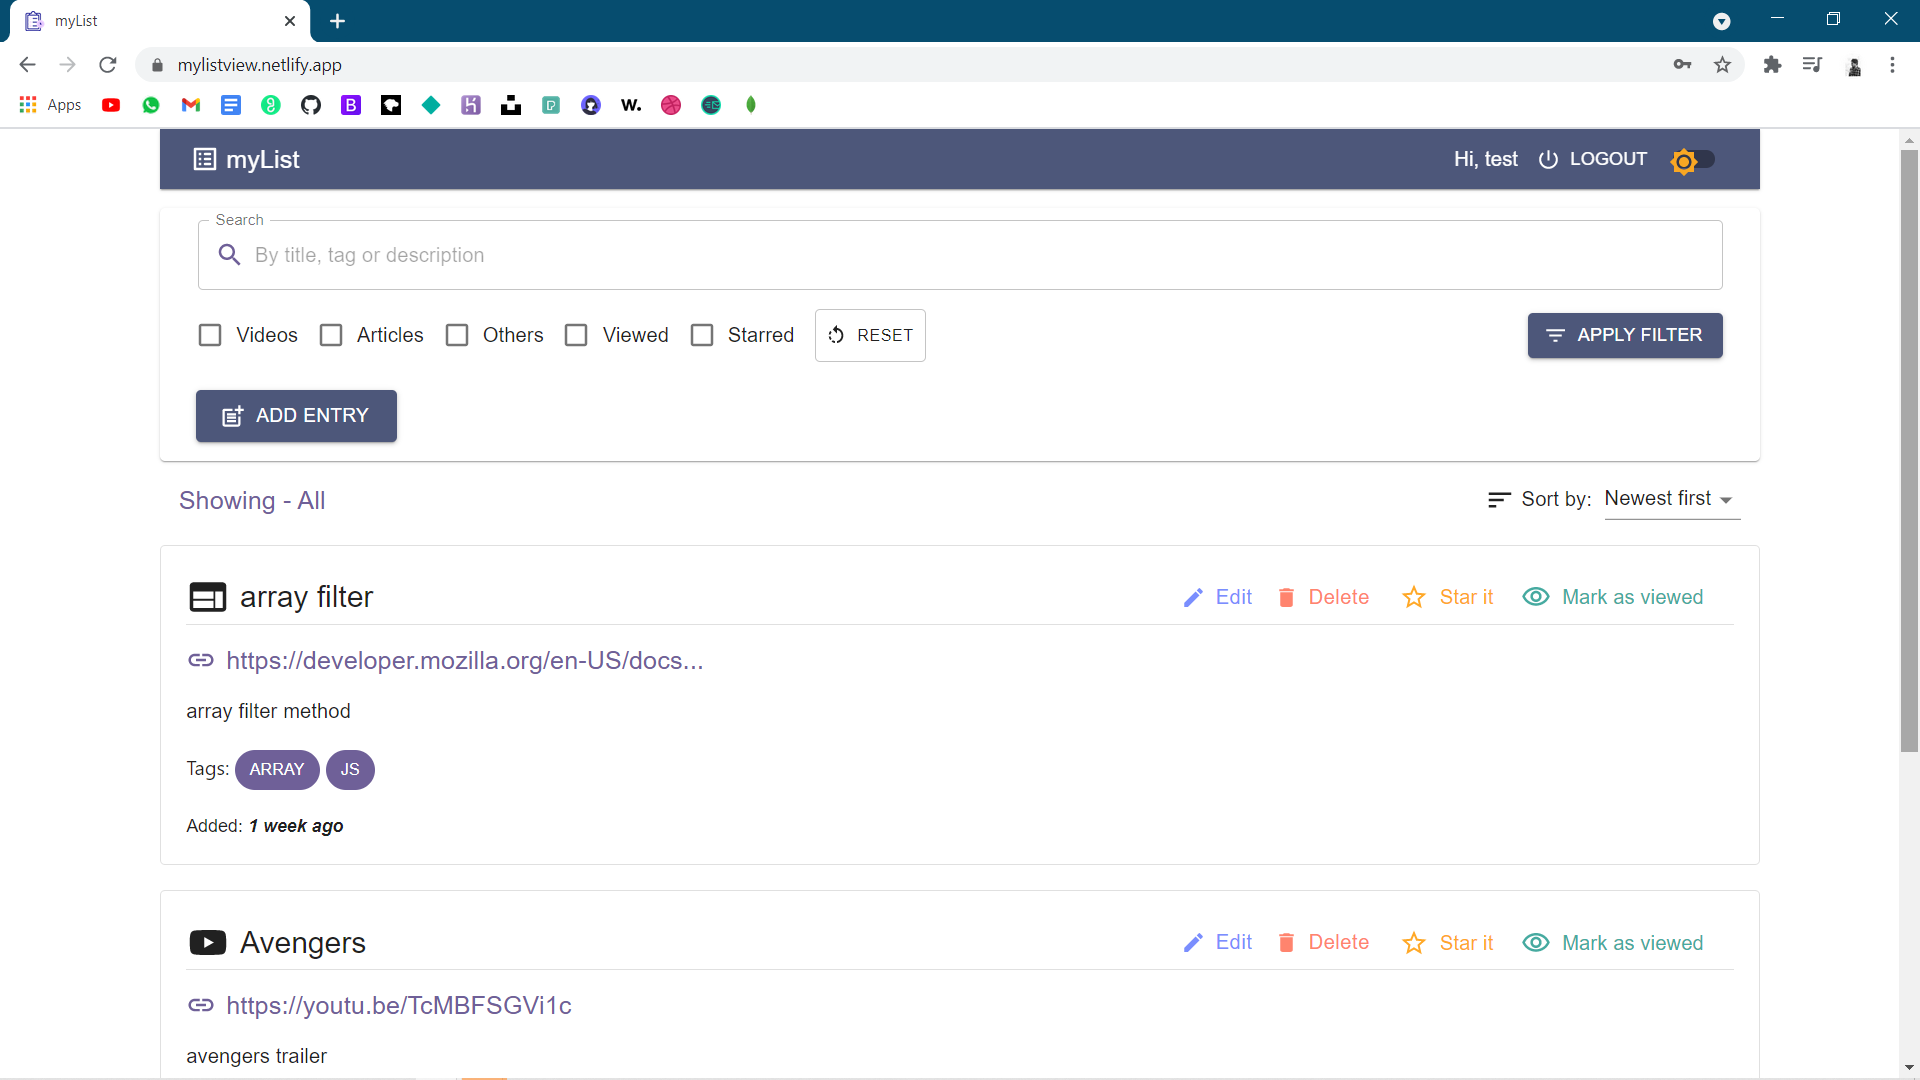 myList
mylistview.netlify.app
Apps
W.
myList
Hi, test LOGOUT
Search
By title, tag or description
Videos Articles Others Viewed Starred RESET APPLY FILTER
ADD ENTRY
Showing - All Sort by: Newest first
array filter Edit Delete Star it Mark as viewed
https://developer.mozilla.org/en-US/docs...
array filter method
Tags: ARRAY JS
Added: 1 week ago
Avengers Edit Delete Star it Mark as viewed
https://youtu.be/TcMBFSGVi1c
avengers trailer